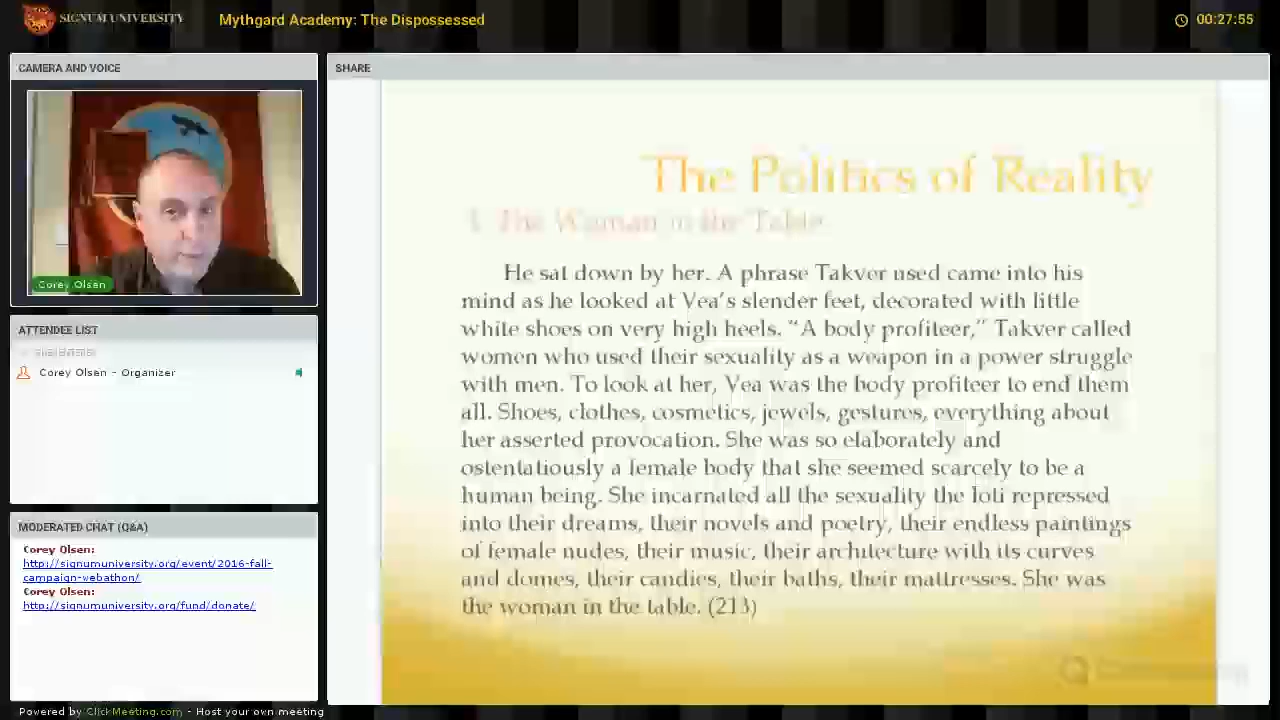 SIGNUM UNIVERSITY
Mythgard Academy: The Dispossessed
00:27:55
CAMERA AND VOICE
Corey Olsen
ATTENDEE LIST
Corey Olsen - Organizer
MODERATED CHAT (Q&A)
Corey Olsen:
http://signumuniversity.org/event/2016-fall-
campaign-webathon/
Corey Olsen:
http://signumuniversity.org/fund/donate/
SHARE
The Politics of Reality
The Woman in the Table
He sat down by her. A phrase Takver used came into his
mind as he looked at Vea's slender feet, decorated with little
white shoes on very high heels. “A body profiteer,” Takver called
women who used their sexuality as a weapon in a power struggle
with men. To look at her, Vea was the body profiteer to end them
all. Shoes, clothes, cosmetics, jewels, gestures, everything about
her asserted provocation. She was so elaborately and
ostentatiously a female body that she seemed scarcely to be a
human being. She incarnated all the sexuality the Ioti repressed
into their dreams, their novels and poetry, their endless paintings
of female nudes, their music, their architecture with its curves
and domes, their candies, their baths, their mattresses. She was
the woman in the table. (213)
Powered by ClickMeeting.com - Host your own meeting